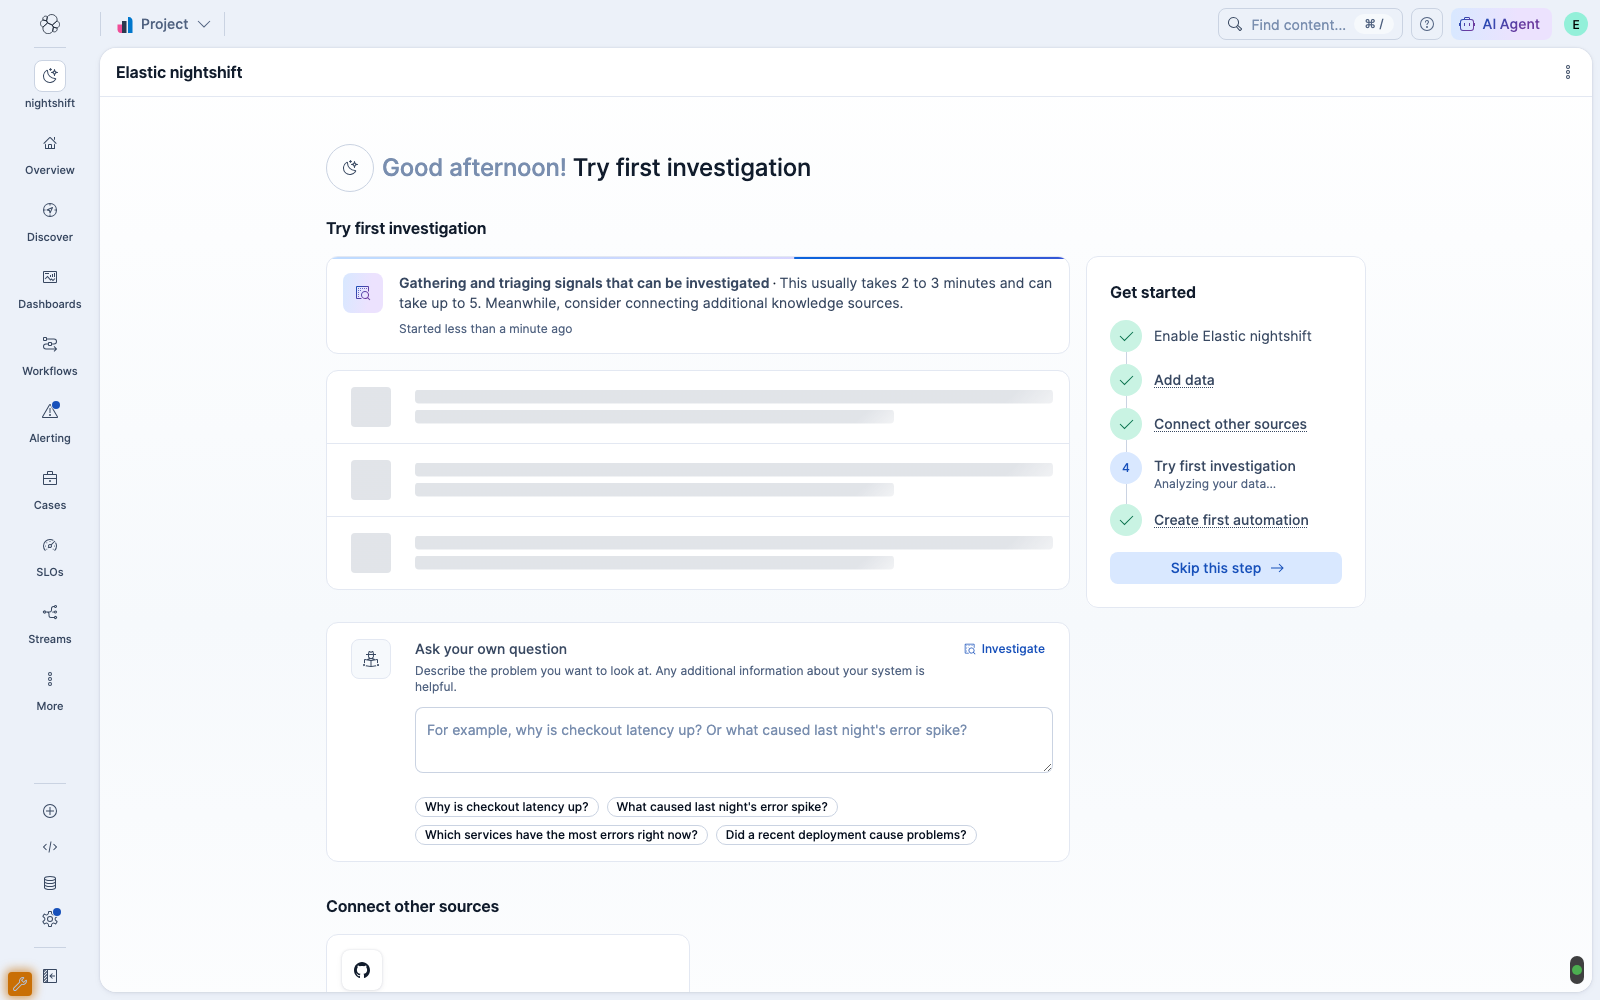 Project
Find content...
⌘ /
AI Agent
E
nightshift
Overview
Discover
Dashboards
Workflows
Alerting
Cases
SLOs
Streams
More
Elastic nightshift
Good afternoon! Try first investigation
Try first investigation
Gathering and triaging signals that can be investigated · This usually takes 2 to 3 minutes and can
take up to 5. Meanwhile, consider connecting additional knowledge sources.
Started less than a minute ago
Get started
Enable Elastic nightshift
Add data
Connect other sources
4
Try first investigation
Analyzing your data...
Create first automation
Skip this step
Ask your own question
Investigate
Describe the problem you want to look at. Any additional information about your system is
helpful.
For example, why is checkout latency up? Or what caused last night's error spike?
Why is checkout latency up?
What caused last night's error spike?
Which services have the most errors right now?
Did a recent deployment cause problems?
Connect other sources